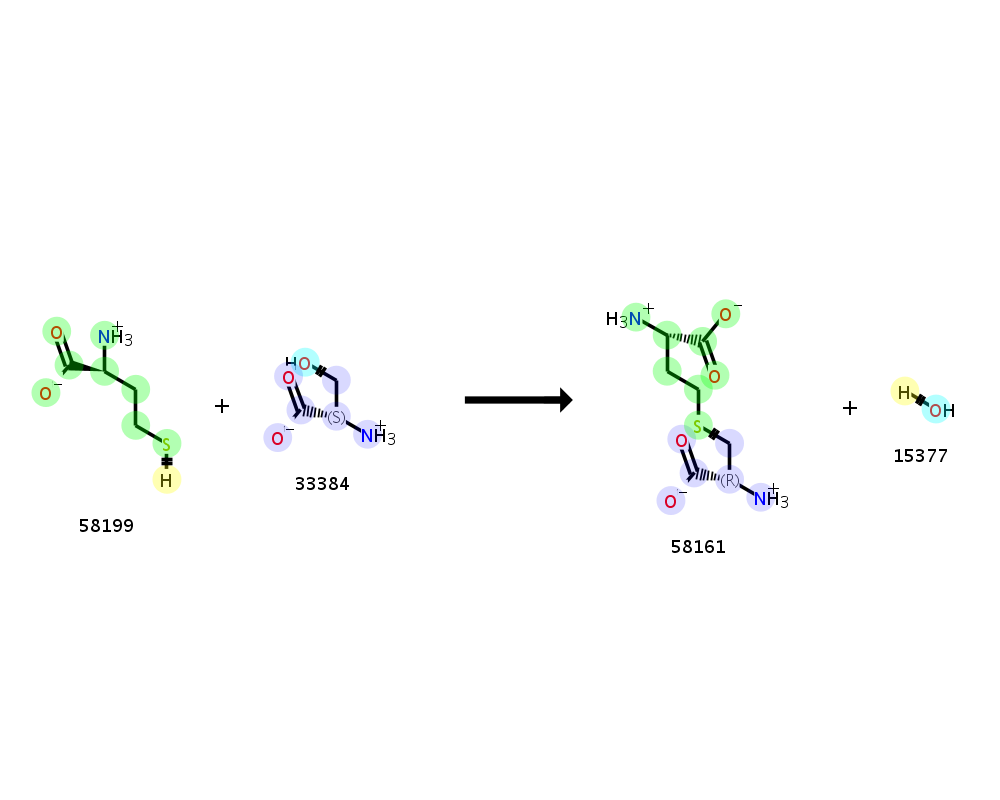 O NH3+
O−
S
H
58199
+
HO
O
O−
(S)
NH3+
33384
H3N+
O−
O
S
O
O−
(R)
NH3+
58161
+
H
OH
15377